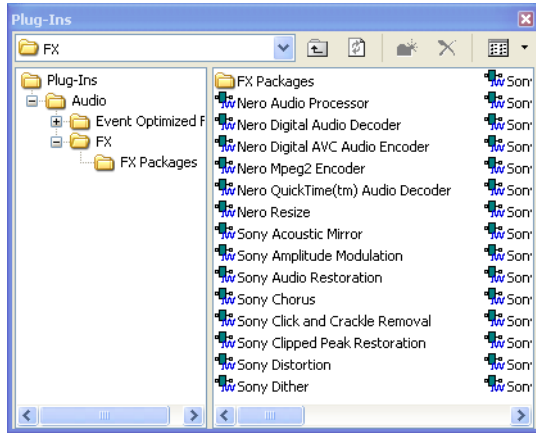 Plug-Ins
FX
Plug-Ins
Audio
Event Optimized F
FX
FX Packages
FX Packages
Nero Audio Processor
Nero Digital Audio Decoder
Nero Digital AVC Audio Encoder
Nero Mpeg2 Encoder
Nero QuickTime(tm) Audio Decoder
Nero Resize
Sony Acoustic Mirror
Sony Amplitude Modulation
Sony Audio Restoration
Sony Chorus
Sony Click and Crackle Removal
Sony Clipped Peak Restoration
Sony Distortion
Sony Dither